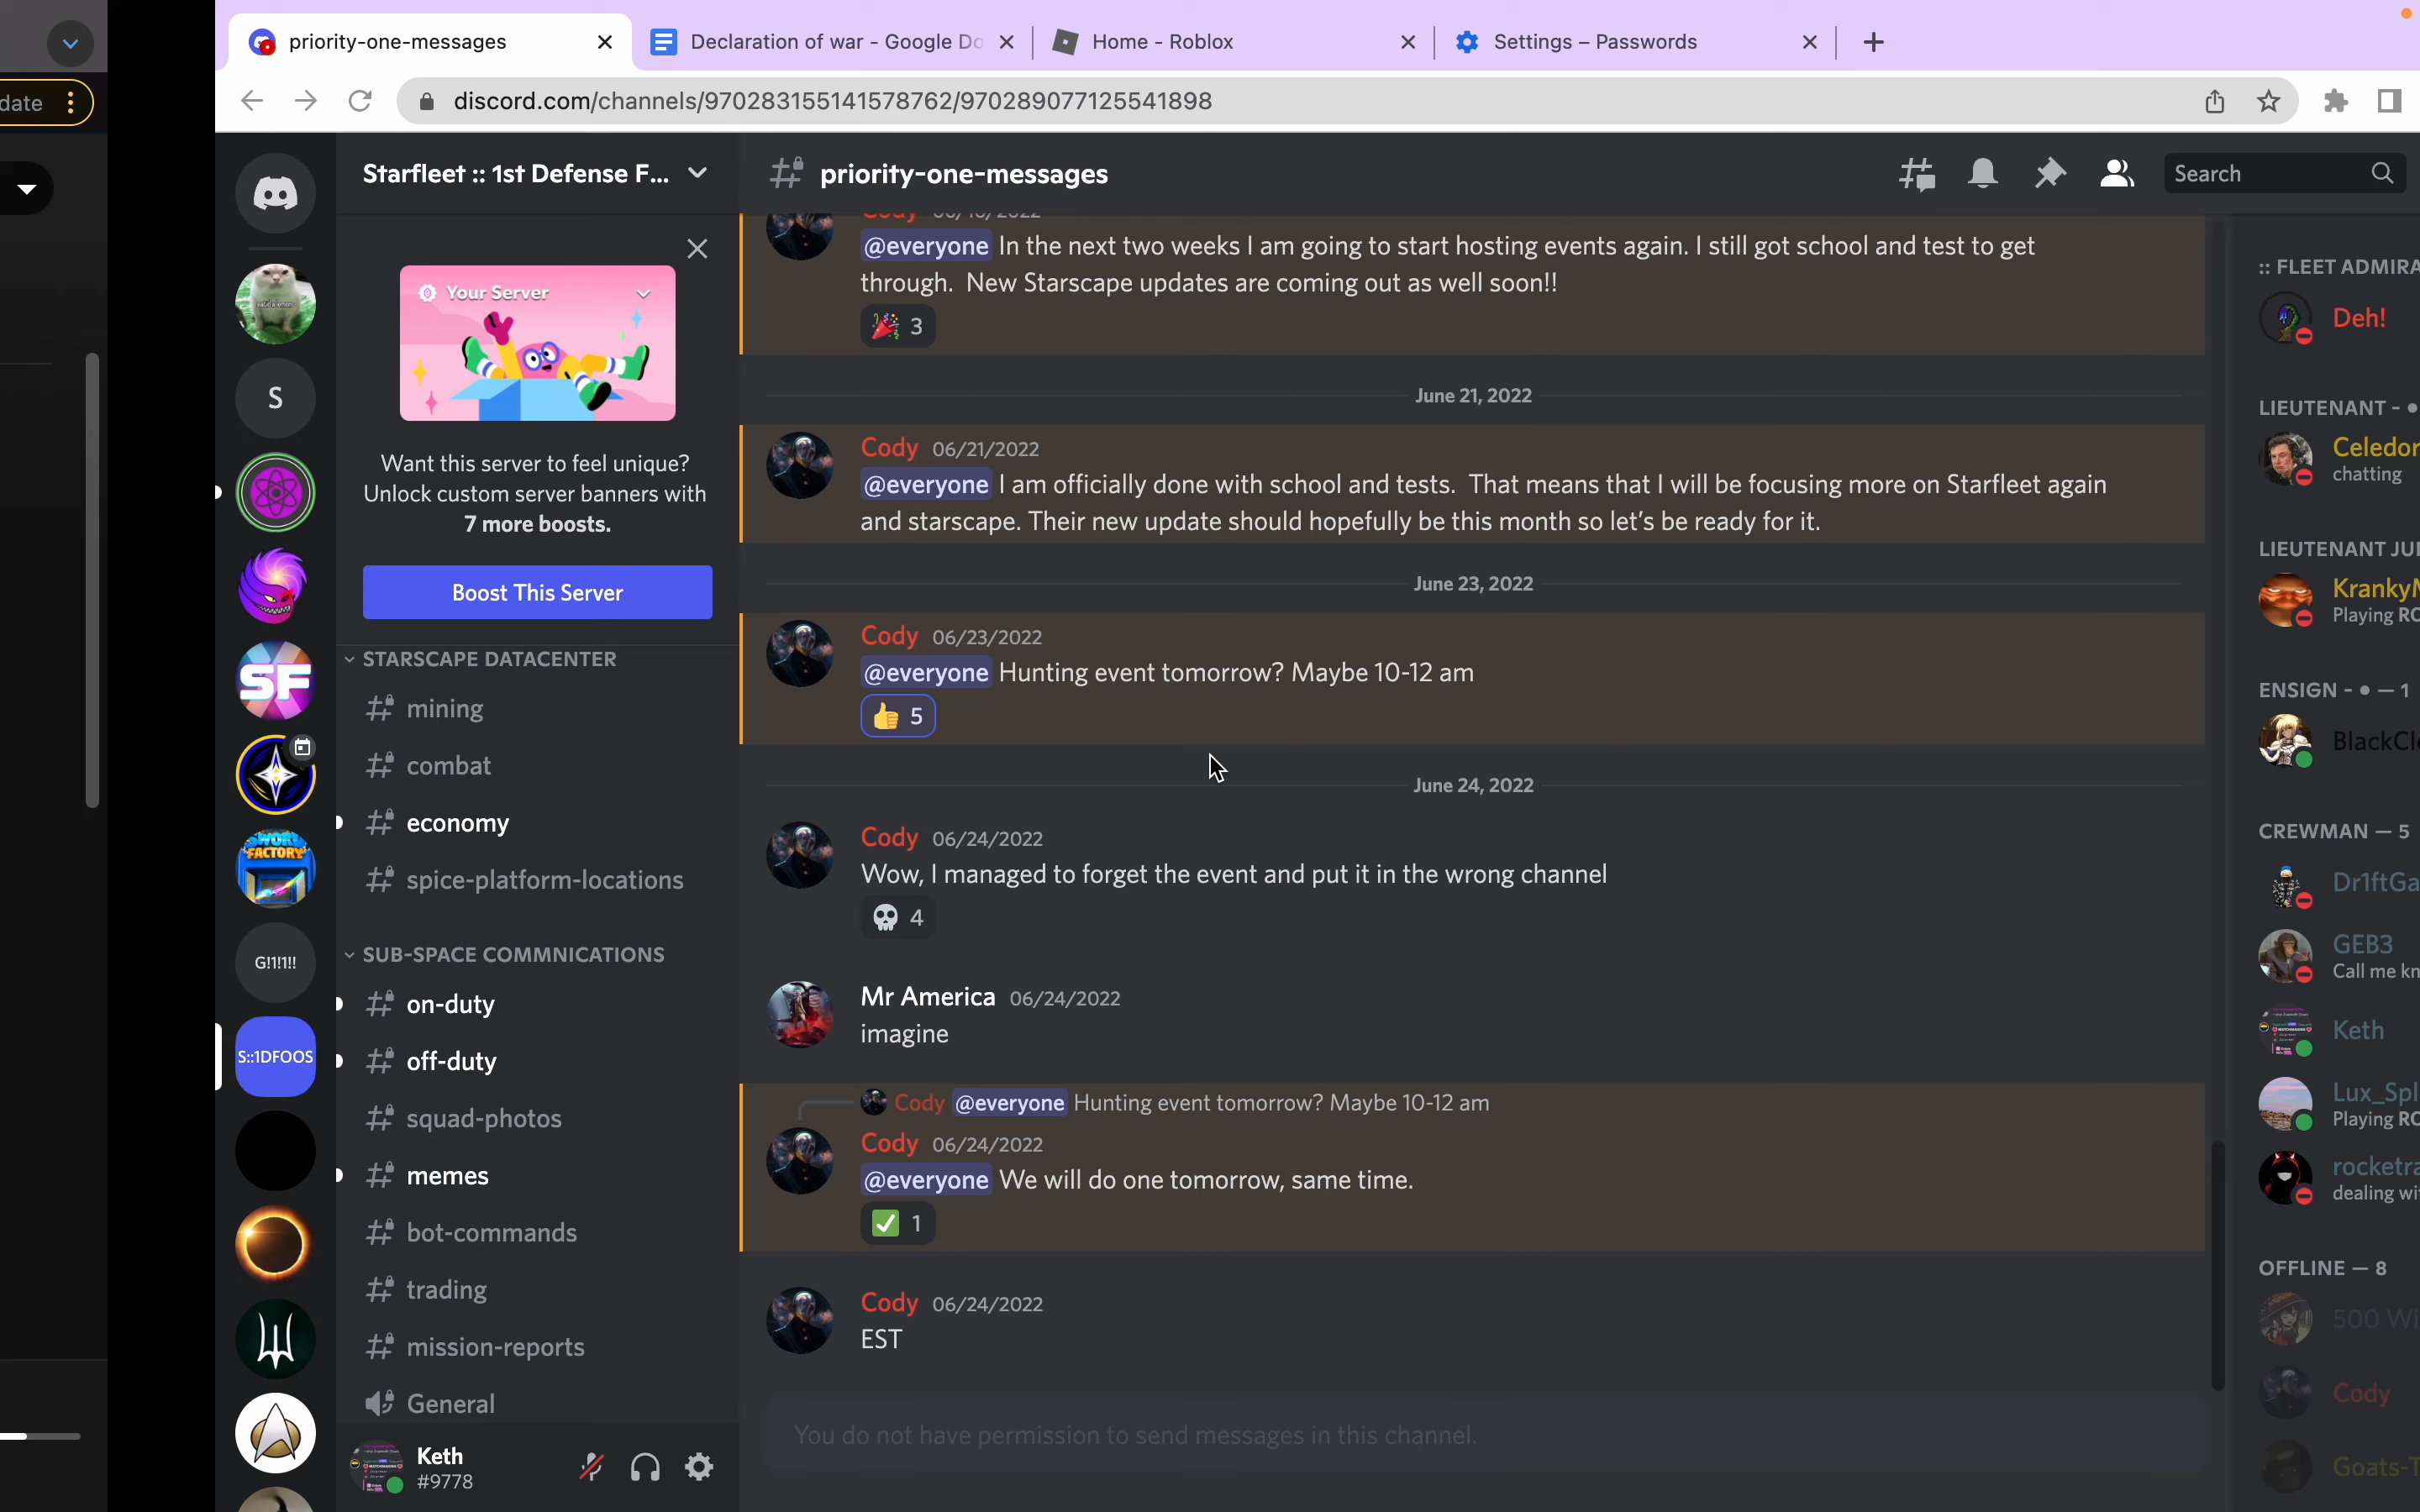 priority-one-messages
Declaration of war - Google Do
Home - Roblox
Settings – Passwords
date
discord.com/channels/970283155141578762/970289077125541898
Starfleet :: 1st Defense F...
priority-one-messages
Search
Your Server
Want this server to feel unique?
Unlock custom server banners with
7 more boosts.
Boost This Server
STARSCAPE DATACENTER
mining
combat
economy
spice-platform-locations
SUB-SPACE COMMNICATIONS
on-duty
off-duty
squad-photos
memes
bot-commands
trading
mission-reports
General
Keth
#9778
S
SF
SWORD
FACTORY
G!1!1!!
S::1DFOOS
@everyone In the next two weeks I am going to start hosting events again. I still got school and test to get
through. New Starscape updates are coming out as well soon!!
3
June 21, 2022
Cody 06/21/2022
@everyone I am officially done with school and tests. That means that I will be focusing more on Starfleet again
and starscape. Their new update should hopefully be this month so let's be ready for it.
June 23, 2022
Cody 06/23/2022
@everyone Hunting event tomorrow? Maybe 10-12 am
5
June 24, 2022
Cody 06/24/2022
Wow, I managed to forget the event and put it in the wrong channel
4
Mr America 06/24/2022
imagine
Cody @everyone Hunting event tomorrow? Maybe 10-12 am
Cody 06/24/2022
@everyone We will do one tomorrow, same time.
1
Cody 06/24/2022
EST
You do not have permission to send messages in this channel.
:: FLEET ADMIRA
Deh!
LIEUTENANT - •
Celedor
chatting
LIEUTENANT JUI
KrankyM
Playing RO
ENSIGN - • — 1
BlackClo
CREWMAN — 5
Dr1ftGa
GEB3
Call me kn
Keth
Lux_Spl
Playing RO
rocketra
dealing wi
OFFLINE — 8
500 Wi
Cody
Goats-T